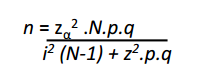 n = zα² .N.p.q
i² (N-1) + z².p.q